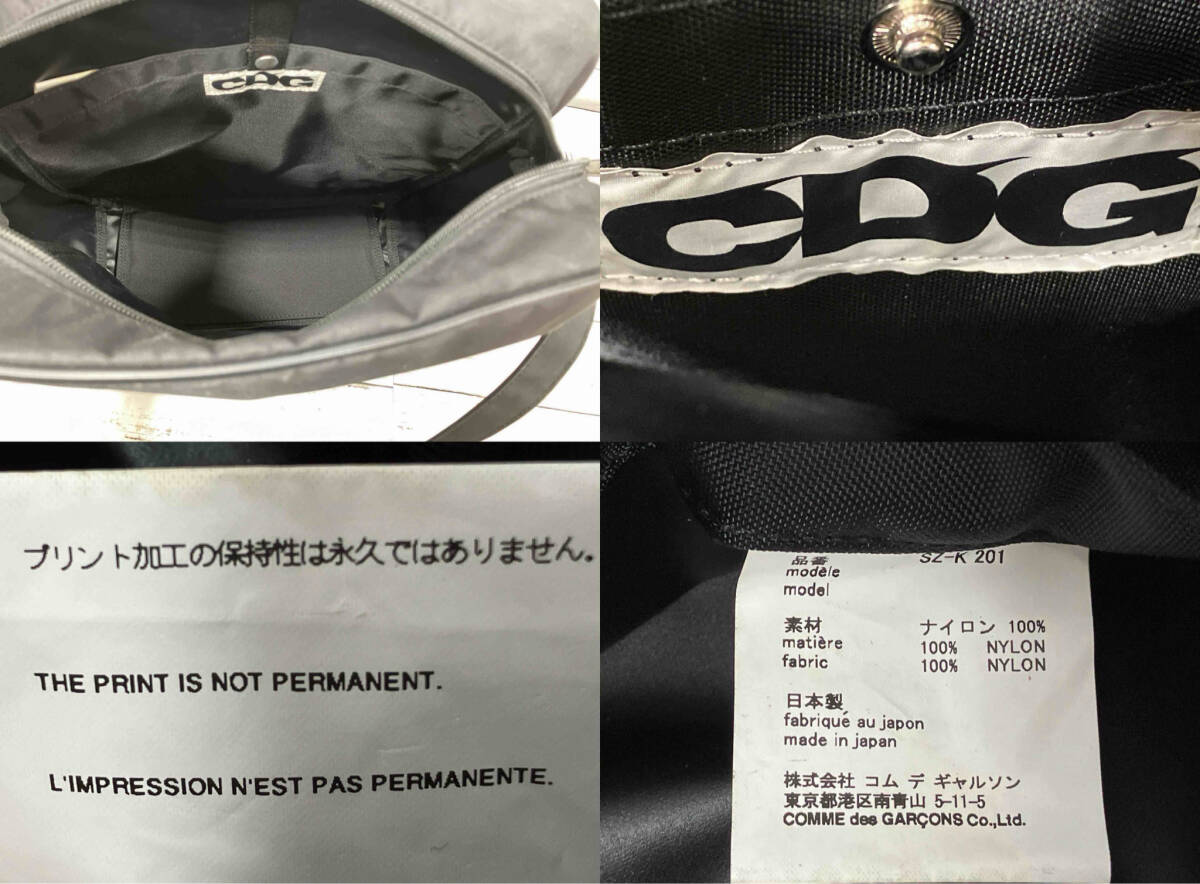 CDG
CDG
プリント加工の保持性は永久ではありません。
THE PRINT IS NOT PERMANENT.
L'IMPRESSION N'EST PAS PERMANENTE.
品番 SZ-K 201
modèle
model
素材 ナイロン 100%
matière 100% NYLON
fabric 100% NYLON
日本製
fabriqué au japon
made in japan
株式会社 コム デ ギャルソン
東京都港区南青山 5-11-5
COMME des GARÇONS Co.,Ltd.